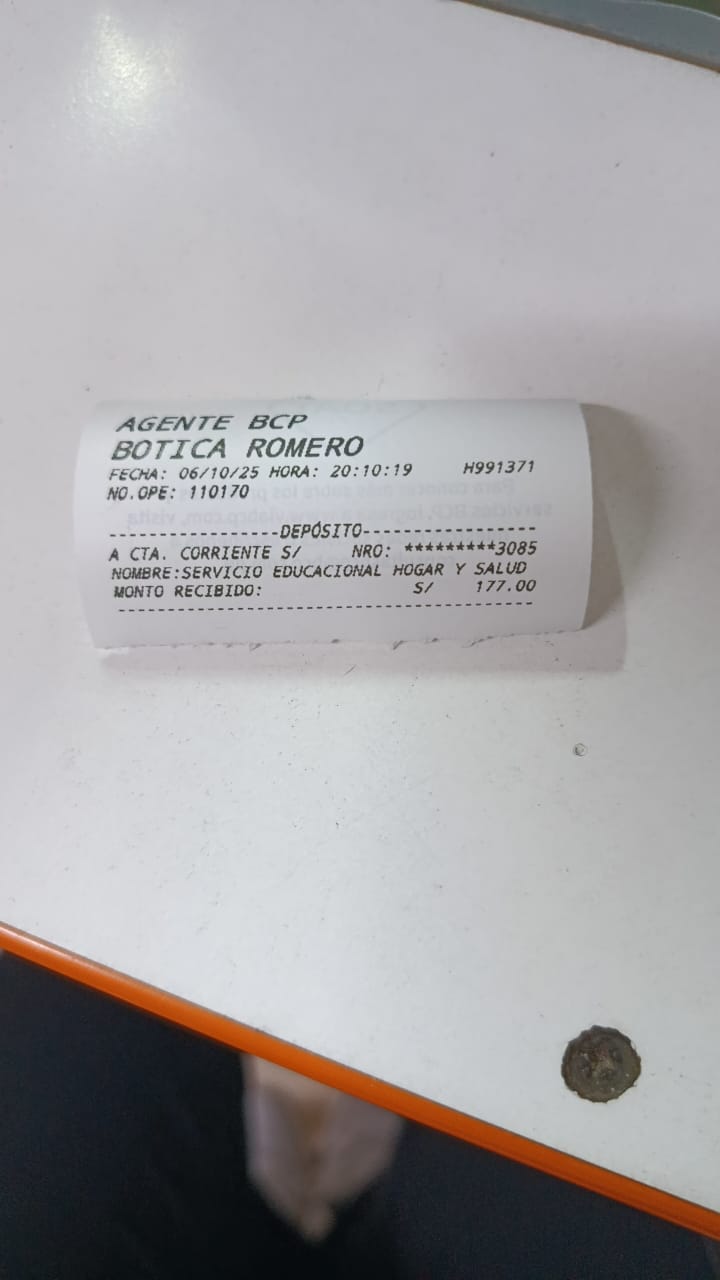 AGENTE BCP
BOTICA ROMERO
FECHA: 06/10/25 HORA: 20:10:19 H991371
NO.OPE: 110170
-----------------DEPÓSITO-----------------
A CTA. CORRIENTE S/ NRO: *********3085
NOMBRE:SERVICIO EDUCACIONAL HOGAR Y SALUD
MONTO RECIBIDO: S/ 177.00
------------------------------------------